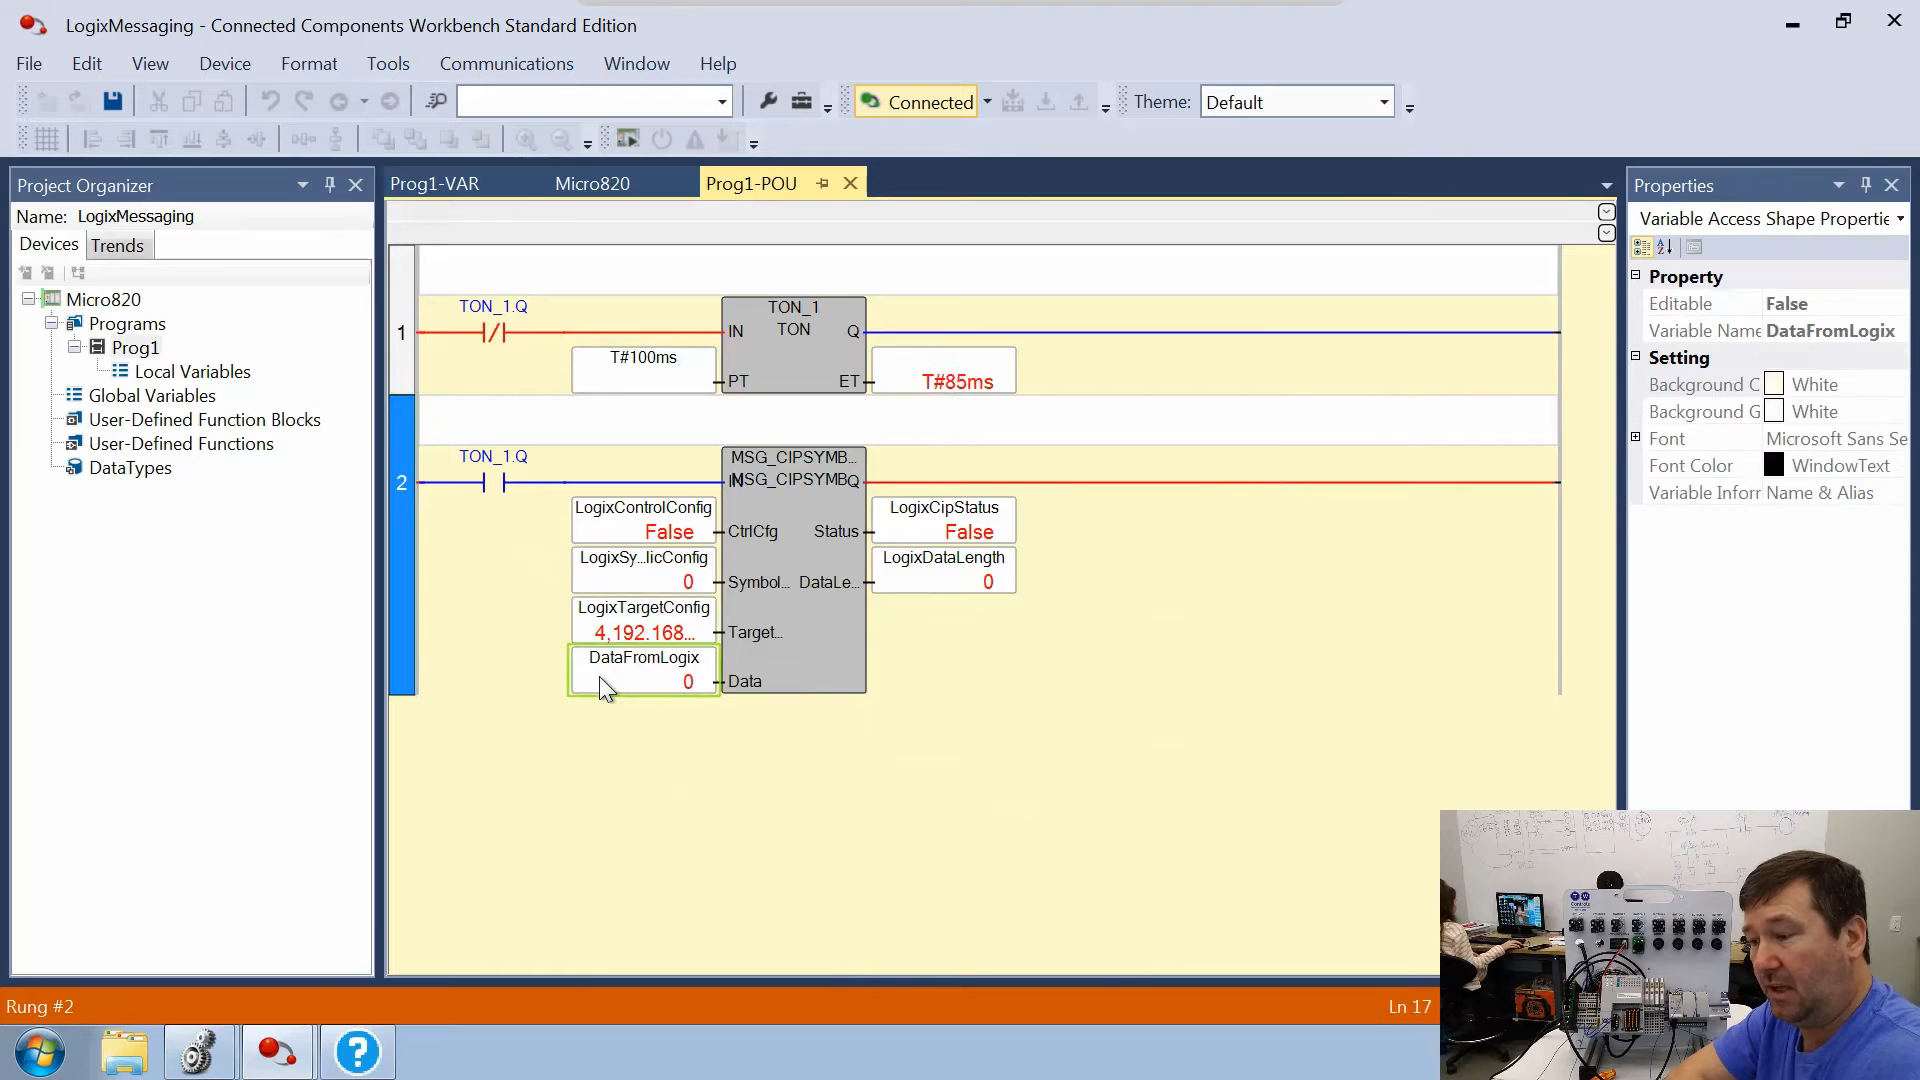 LogixMessaging - Connected Components Workbench Standard Edition
File Edit View Device Format Tools Communications Window Help
Connected Theme: Default
Project Organizer
Name: LogixMessaging
Devices Trends
Micro820
Programs
Prog1
Local Variables
Global Variables
User-Defined Function Blocks
User-Defined Functions
DataTypes
Prog1-VAR Micro820 Prog1-POU
1
TON_1.Q
TON_1
TON
IN Q
T#100ms
PT ET
T#85ms
2
TON_1.Q
MSG_CIPSYMB...
IN MSG_CIPSYMB Q
LogixControlConfig
False
CtrlCfg Status
LogixCipStatus
False
LogixSy...licConfig
0
Symbol... DataLe...
LogixDataLength
0
LogixTargetConfig
4,192.168...
Target...
DataFromLogix
0
Data
Properties
Variable Access Shape Propertie
Property
Editable False
Variable Name DataFromLogix
Setting
Background C White
Background G White
Font Microsoft Sans Se
Font Color WindowText
Variable Inforr Name & Alias
Rung #2 Ln 17
T W
Controls